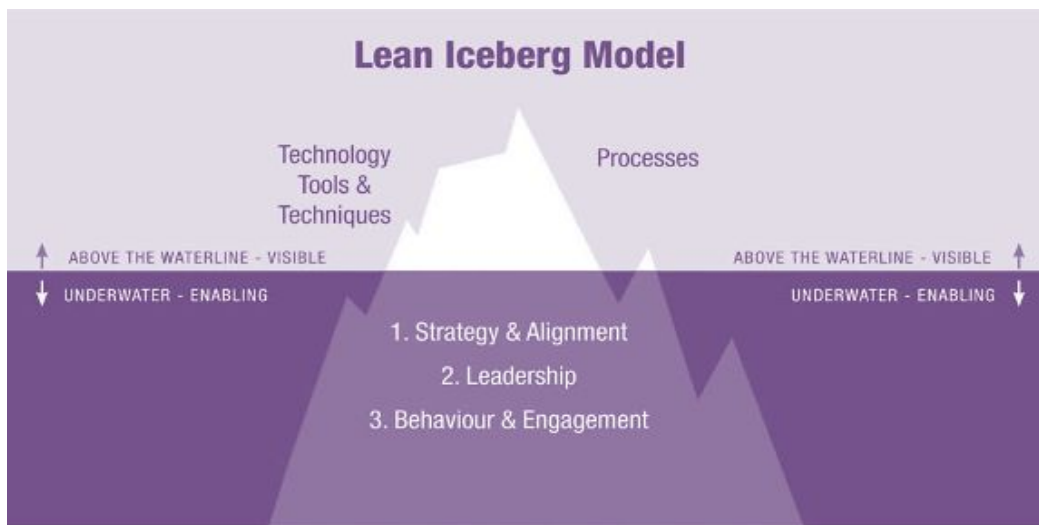 Lean Iceberg Model
Technology
Tools &
Techniques
Processes
ABOVE THE WATERLINE - VISIBLE
ABOVE THE WATERLINE - VISIBLE
UNDERWATER - ENABLING
UNDERWATER - ENABLING
1. Strategy & Alignment
2. Leadership
3. Behaviour & Engagement